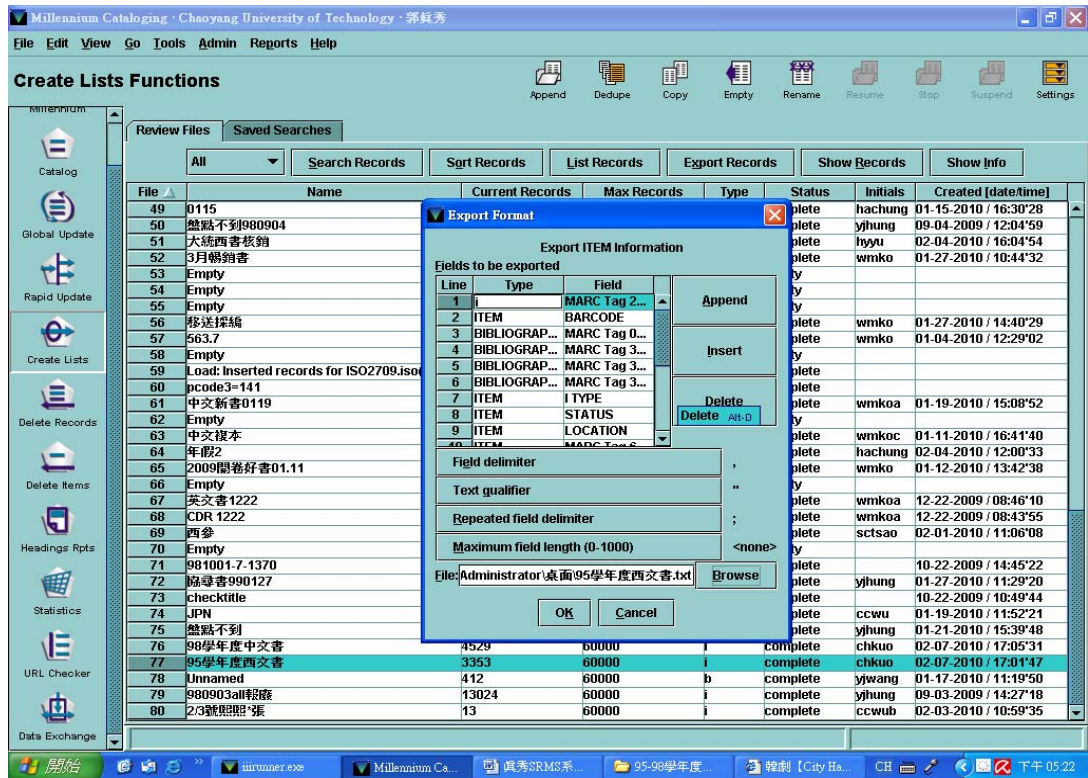 Millennium Cataloging · Chaoyang University of Technology · 郭眞秀
File Edit View Go Tools Admin Reports Help
Create Lists Functions
Append Dedupe Copy Empty Rename Resume Stop Suspend Settings
Millennium
Catalog
Global Update
Rapid Update
Create Lists
Delete Records
Delete Items
Headings Rpts
Statistics
URL Checker
Data Exchange
Review Files Saved Searches
All Search Records Sort Records List Records Export Records Show Records Show Info
File Name Current Records Max Records Type Status Initials Created [date/time]
49 0115 plete hachung 01-15-2010 / 16:30'28
50 盤點不到980904 plete yjhung 09-04-2009 / 12:04'59
51 大統西書核銷 plete hyyu 02-04-2010 / 16:04'54
52 3月暢銷書 plete wmko 01-27-2010 / 10:44'32
53 Empty ty
54 Empty ty
55 Empty ty
56 移送採編 plete wmko 01-27-2010 / 14:40'29
57 563.7 plete wmko 01-04-2010 / 12:29'02
58 Empty ty
59 Load: Inserted records for ISO2709.iso( plete
60 pcode3=141 plete
61 中文新書0119 plete wmkoa 01-19-2010 / 15:08'52
62 Empty ty
63 中文複本 plete wmkoc 01-11-2010 / 16:41'40
64 年假2 plete hachung 02-04-2010 / 12:00'33
65 2009開卷好書01.11 plete wmko 01-12-2010 / 13:42'38
66 Empty ty
67 英文書1222 plete wmkoa 12-22-2009 / 08:46'10
68 CDR 1222 plete wmkoa 12-22-2009 / 08:43'55
69 西參 plete sctsao 02-01-2010 / 11:06'08
70 Empty ty
71 981001-7-1370 plete 10-22-2009 / 14:45'22
72 協尋書990127 plete yjhung 01-27-2010 / 11:29'20
73 checktitle plete 10-22-2009 / 10:49'44
74 JPN plete ccwu 01-19-2010 / 11:52'21
75 盤點不到 plete yjhung 01-21-2010 / 15:39'48
76 98學年度中文書 4529 60000 i complete chkuo 02-07-2010 / 17:05'31
77 95學年度西文書 3353 60000 i complete chkuo 02-07-2010 / 17:01'47
78 Unnamed 412 60000 b complete yjwang 01-17-2010 / 11:19'50
79 980903all報廢 13024 60000 i complete yjhung 09-03-2009 / 14:27'18
80 2/3號熙熙*張 13 60000 i complete ccwub 02-03-2010 / 10:59'35
Export Format
Export ITEM Information
Fields to be exported
Line Type Field
1 i MARC Tag 2...
2 ITEM BARCODE
3 BIBLIOGRAP... MARC Tag 0...
4 BIBLIOGRAP... MARC Tag 3...
5 BIBLIOGRAP... MARC Tag 3...
6 BIBLIOGRAP... MARC Tag 3...
7 ITEM I TYPE
8 ITEM STATUS
9 ITEM LOCATION
10 ITEM MARC Tag 6...
Append
Insert
Delete
Delete Alt-D
Field delimiter ,
Text qualifier "
Repeated field delimiter ;
Maximum field length (0-1000) <none>
File: Administrator\桌面\95學年度西文書.txt Browse
OK Cancel
開始 » iiirunner.exe Millennium Ca... 眞秀SRMS系... 95-98學年度... 韓劇【City Ha... CH 下午 05:22